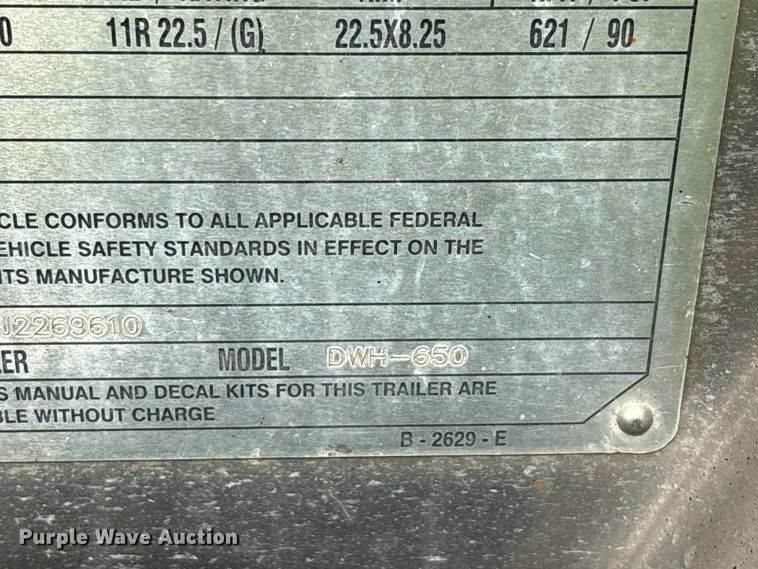 0 11R 22.5 / (G) 22.5X8.25 621 / 90
CLE CONFORMS TO ALL APPLICABLE FEDERAL
EHICLE SAFETY STANDARDS IN EFFECT ON THE
ITS MANUFACTURE SHOWN.
J2269610
LER MODEL DWH-650
S MANUAL AND DECAL KITS FOR THIS TRAILER ARE
BLE WITHOUT CHARGE
B - 2629 - E
Purple Wave Auction